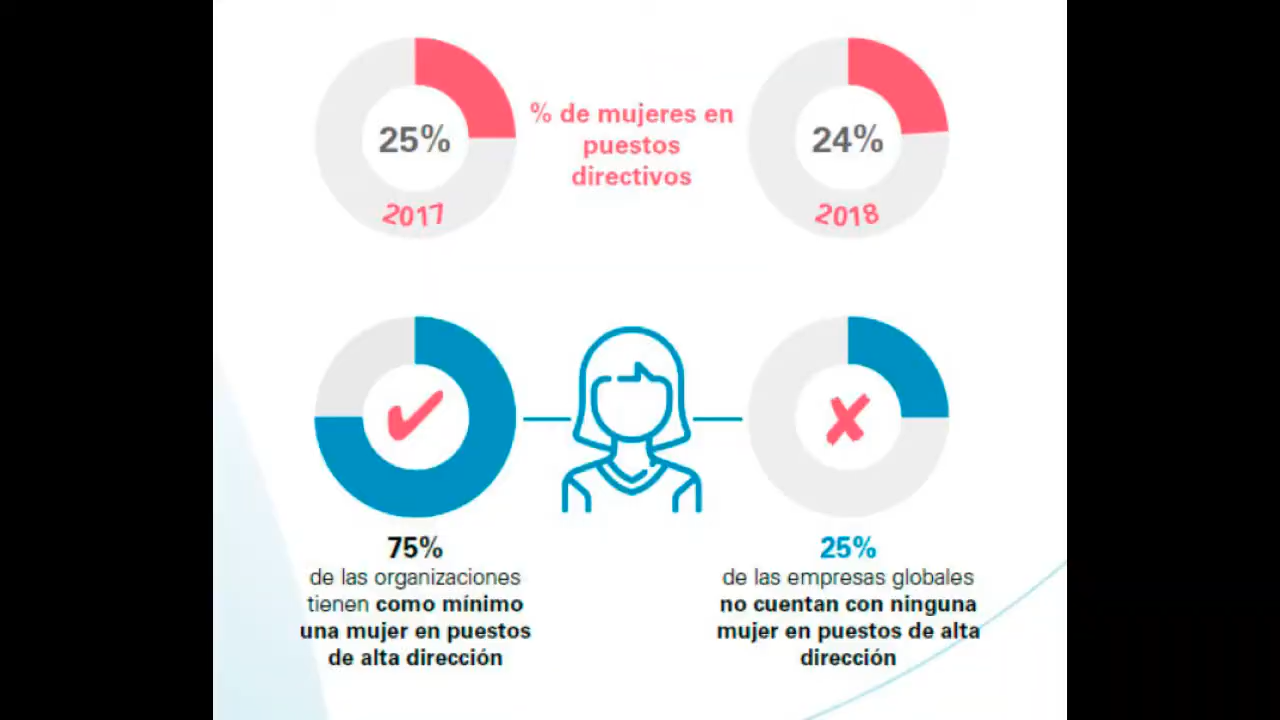 25%
2017
% de mujeres en
puestos
directivos
24%
2018
75%
de las organizaciones
tienen como mínimo
una mujer en puestos
de alta dirección
25%
de las empresas globales
no cuentan con ninguna
mujer en puestos de alta
dirección